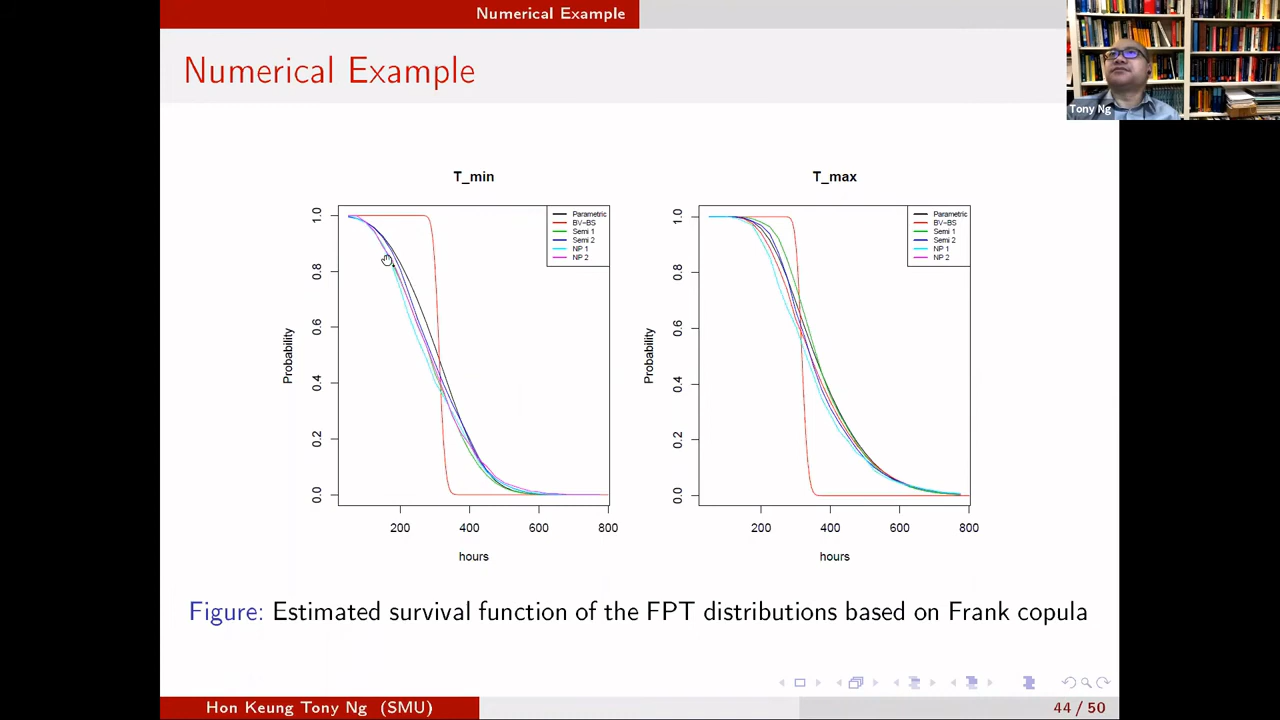 Numerical Example
Numerical Example
Tony Ng
T_min
T_max
Probability
1.0
0.8
0.6
0.4
0.2
0.0
Parametric
BV-BS
Semi 1
Semi 2
NP 1
NP 2
200
400
600
800
hours
Probability
1.0
0.8
0.6
0.4
0.2
0.0
Parametric
BV-BS
Semi 1
Semi 2
NP 1
NP 2
200
400
600
800
hours
Figure: Estimated survival function of the FPT distributions based on Frank copula
Hon Keung Tony Ng (SMU)
44 / 50